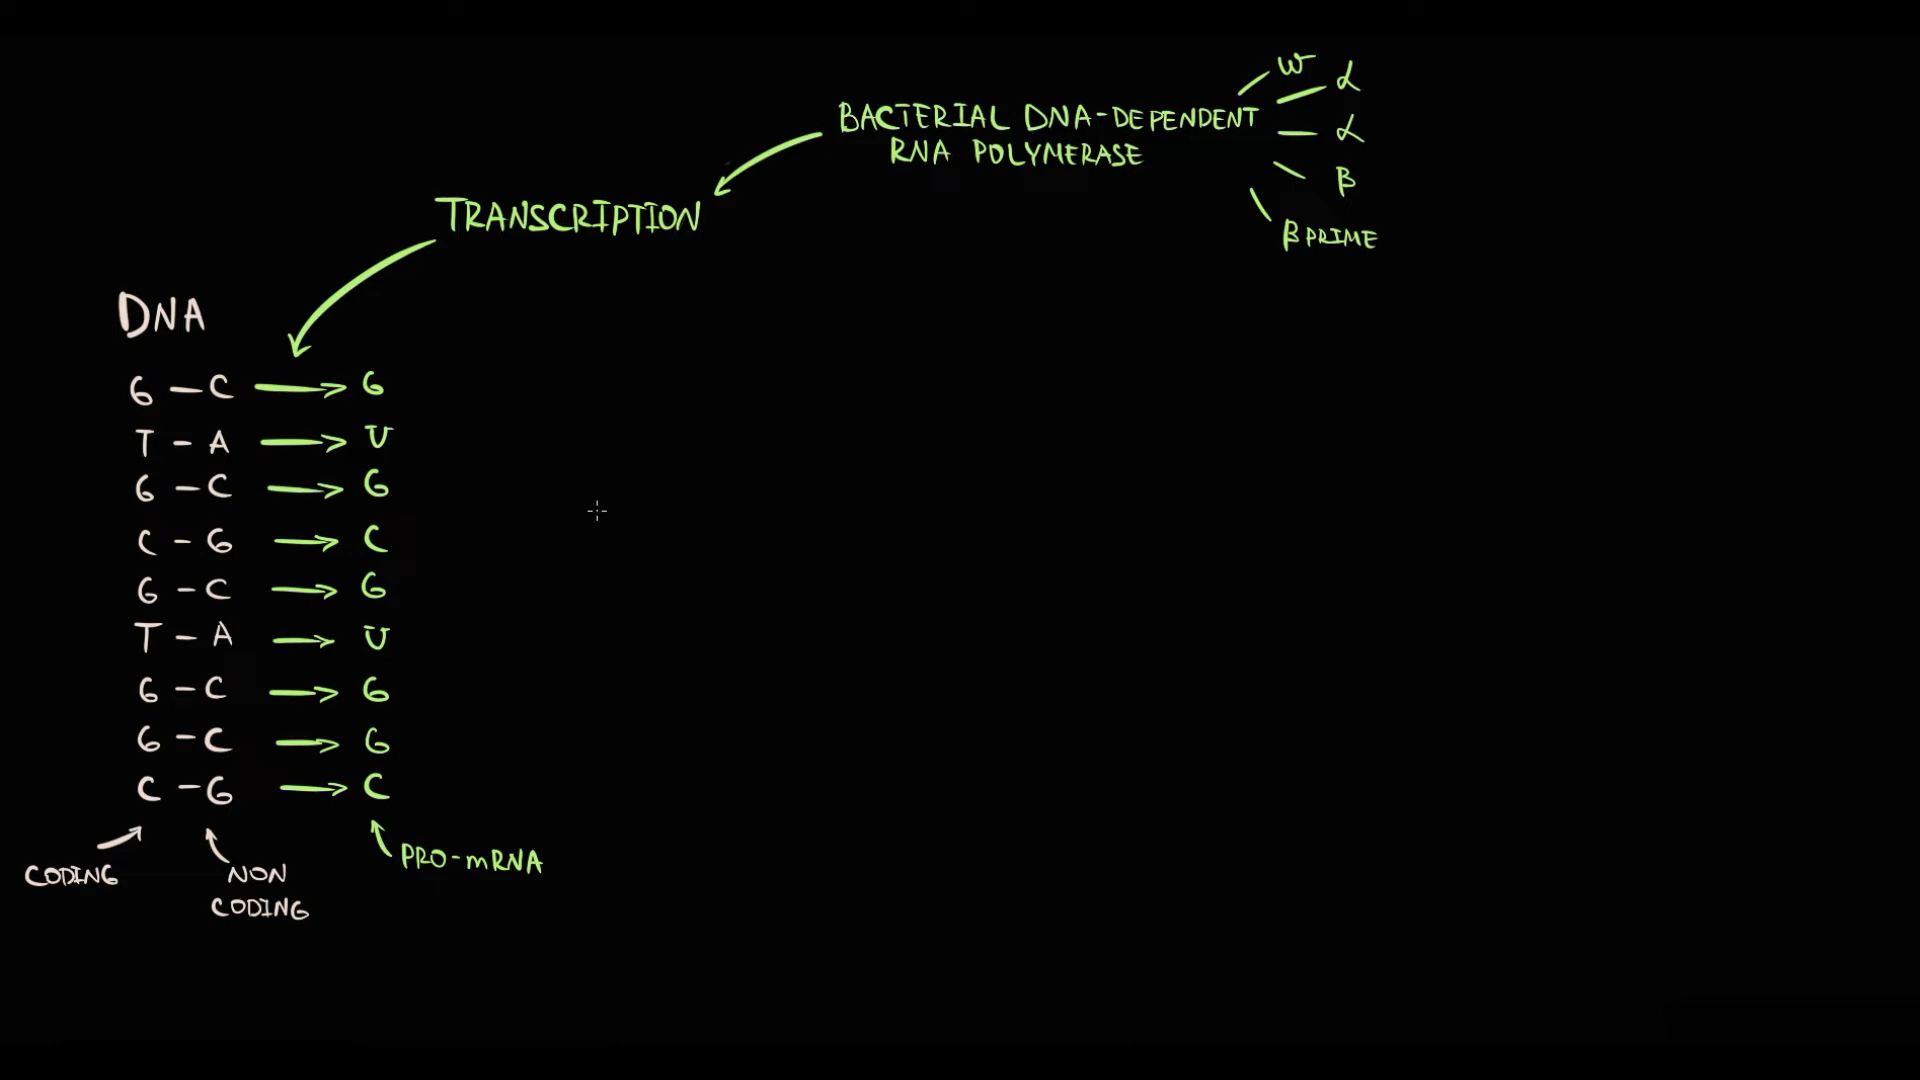 ω α
BACTERIAL DNA-DEPENDENT
RNA POLYMERASE
α
β
β PRIME
TRANSCRIPTION
DNA
G - C → G
T - A → U
G - C → G
C - G → C
G - C → G
T - A → U
G - C → G
G - C → G
C - G → C
CODING
NON
CODING
PRO-mRNA